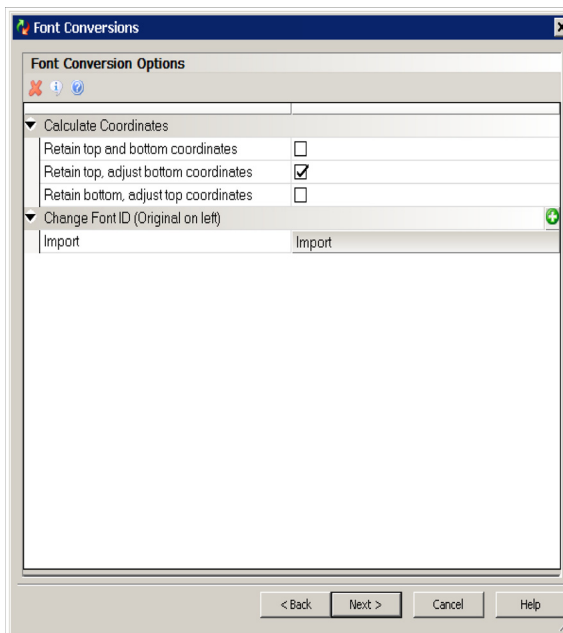 Font Conversions
Font Conversion Options
Calculate Coordinates
Retain top and bottom coordinates
Retain top, adjust bottom coordinates
Retain bottom, adjust top coordinates
Change Font ID (Original on left)
Import Import
< Back Next > Cancel Help